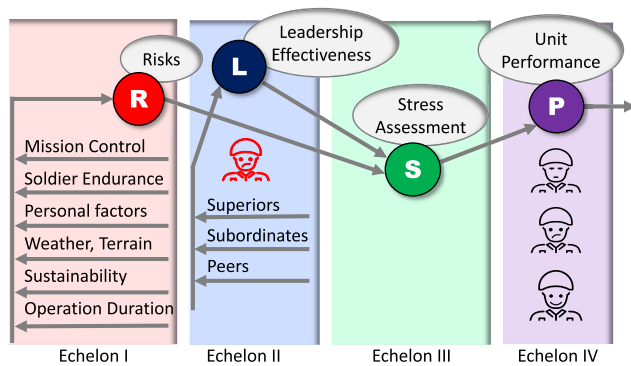 Risks
R
Mission Control
Soldier Endurance
Personal factors
Weather, Terrain
Sustainability
Operation Duration
Echelon I
Leadership
Effectiveness
L
Superiors
Subordinates
Peers
Echelon II
Stress
Assessment
S
Echelon III
Unit
Performance
P
Echelon IV